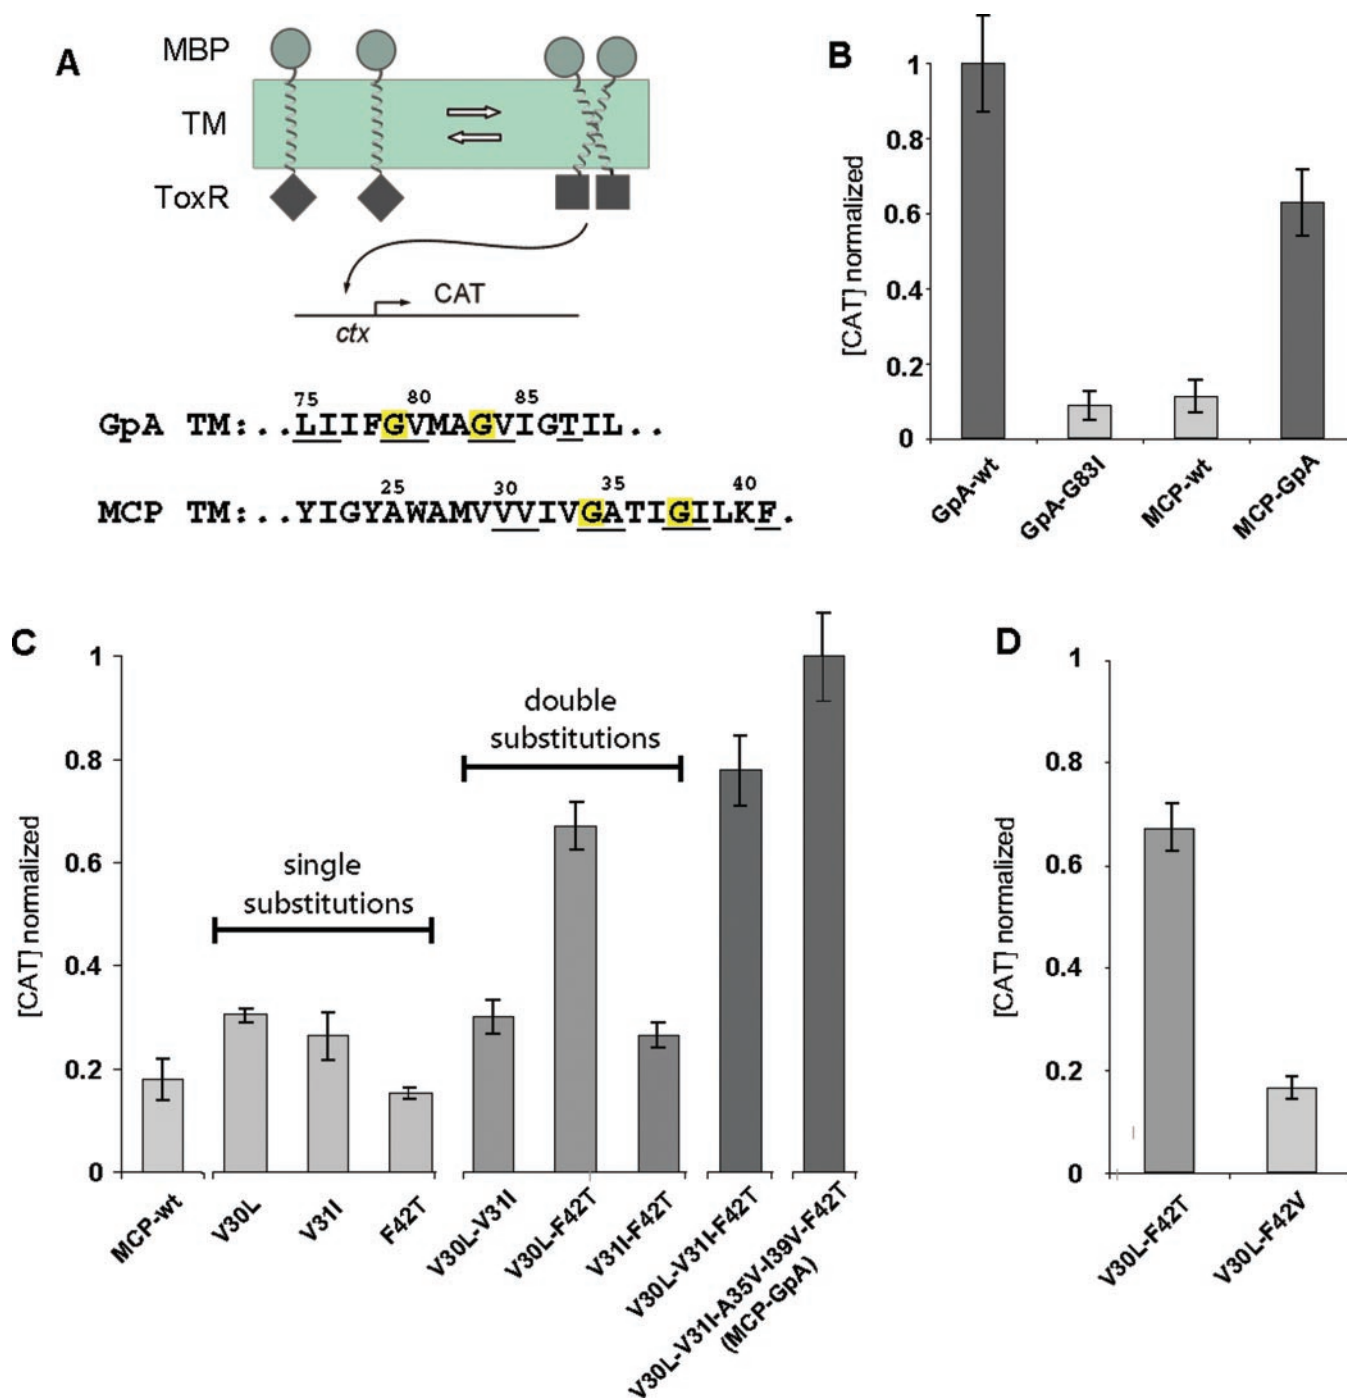 A
MBP
TM
ToxR
CAT
ctx
75 80 85
GpA TM:..LIIFGVMAGVIGTIL..
25 30 35 40
MCP TM:..YIGYAWAMVVVIVGATIGILKF.
B
[CAT] normalized
1
0.8
0.6
0.4
0.2
0
GpA-wt
GpA-G83I
MCP-wt
MCP-GpA
C
[CAT] normalized
1
0.8
0.6
0.4
0.2
0
single
substitutions
double
substitutions
MCP-wt
V30L
V31I
F42T
V30L-V31I
V30L-F42T
V31I-F42T
V30L-V31I-F42T
V30L-V31I-A35V-I39V-F42T
(MCP-GpA)
D
[CAT] normalized
1
0.8
0.6
0.4
0.2
0
V30L-F42T
V30L-F42V